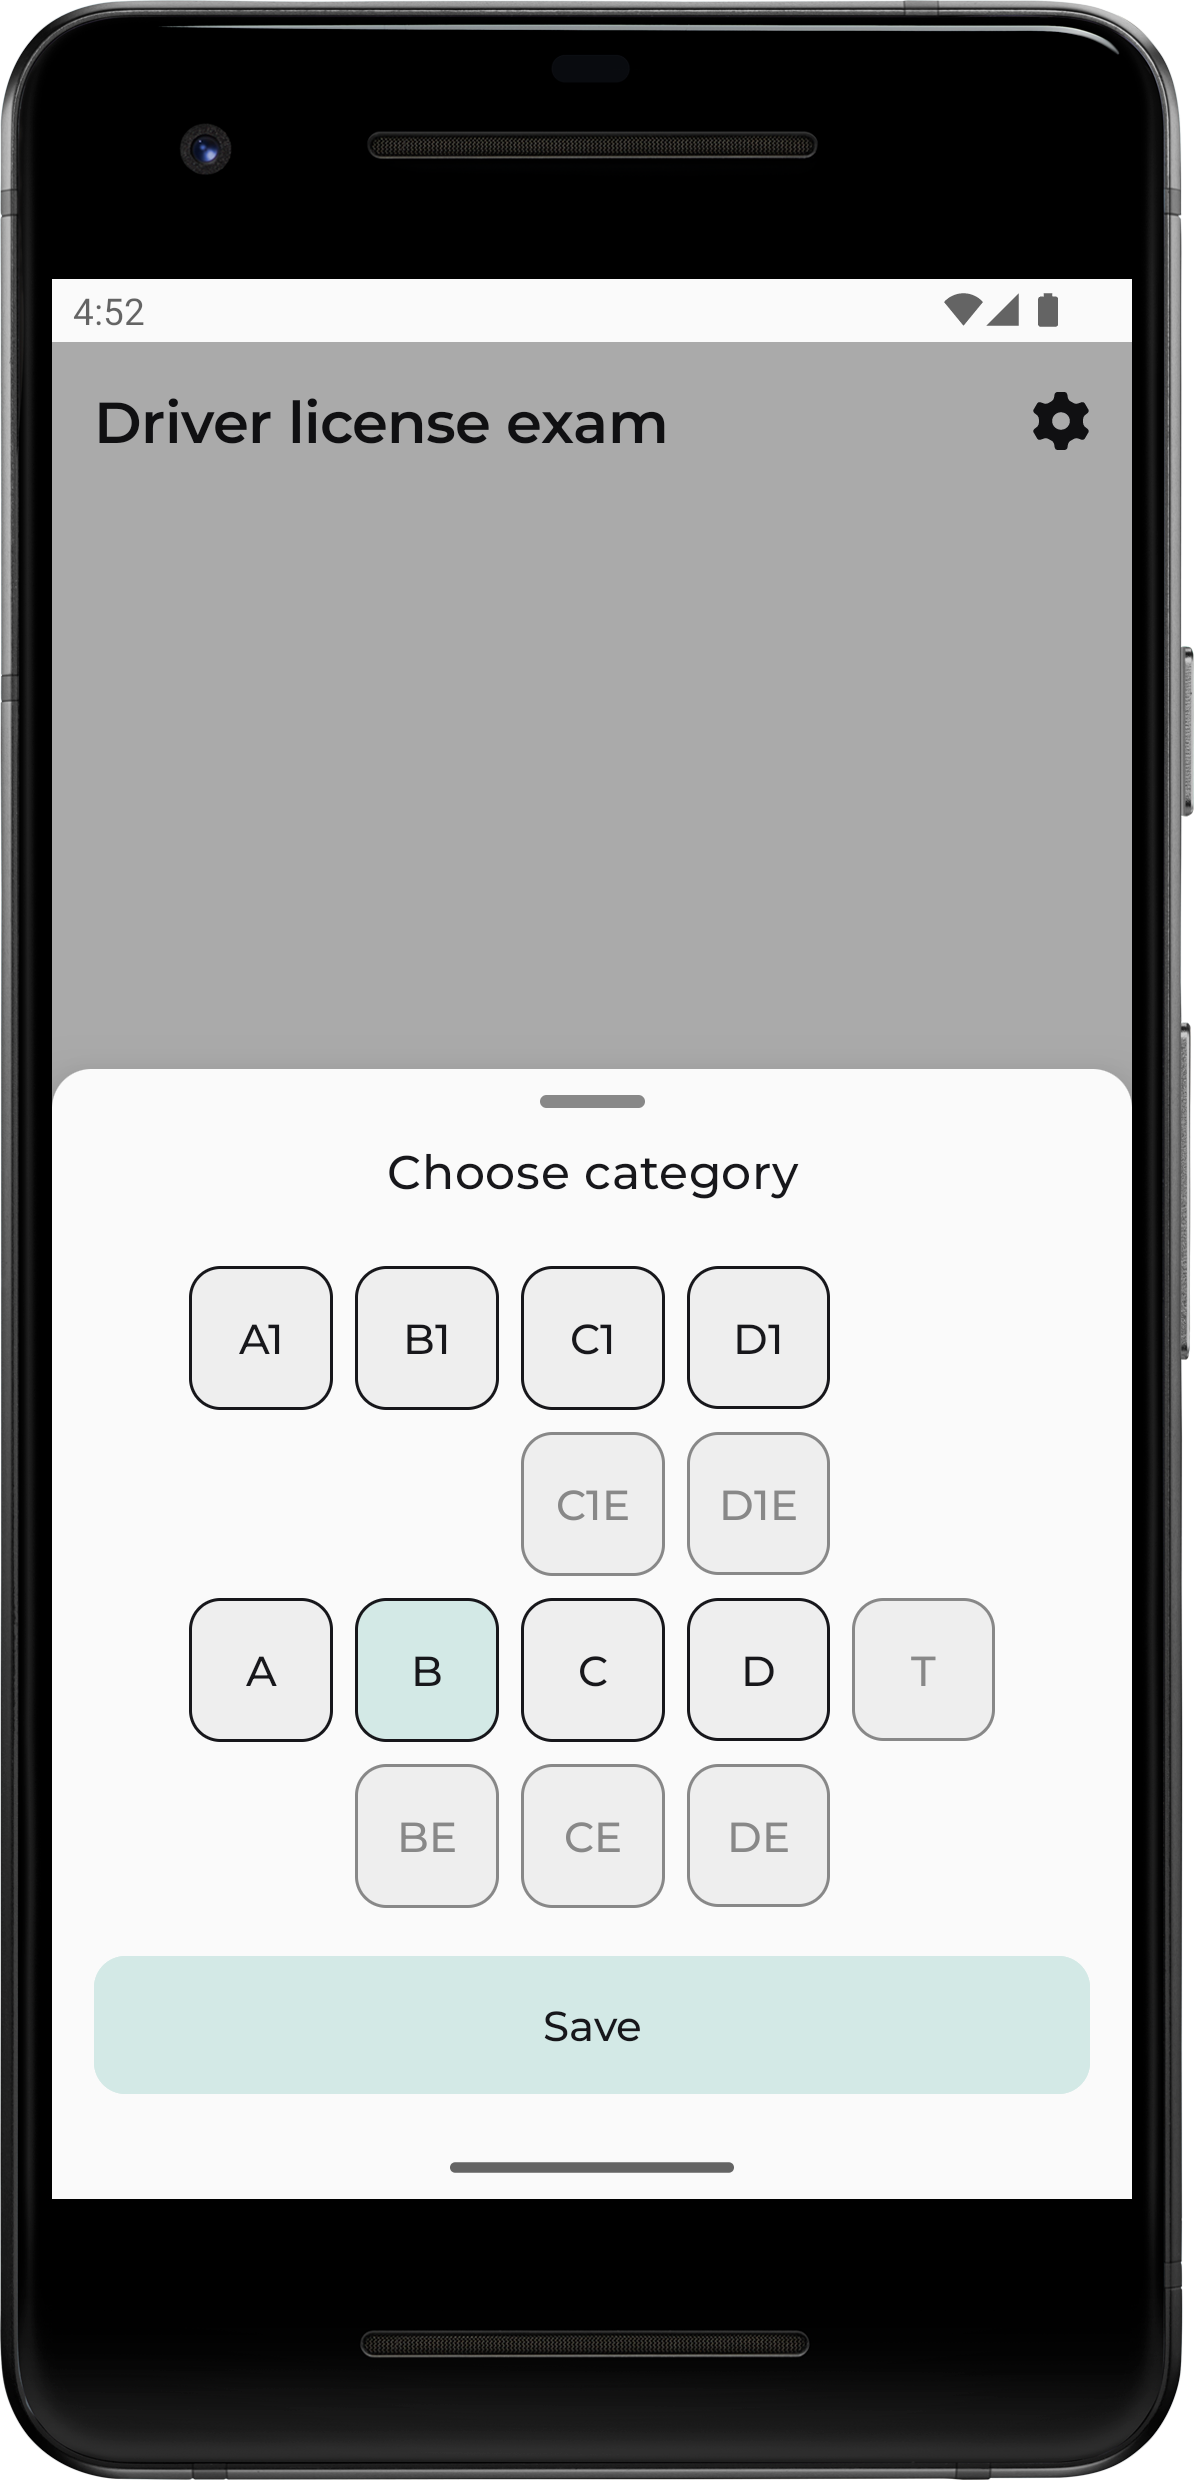 4:52
Driver license exam
Choose category
A1 B1 C1 D1
C1E D1E
A B C D T
BE CE DE
Save